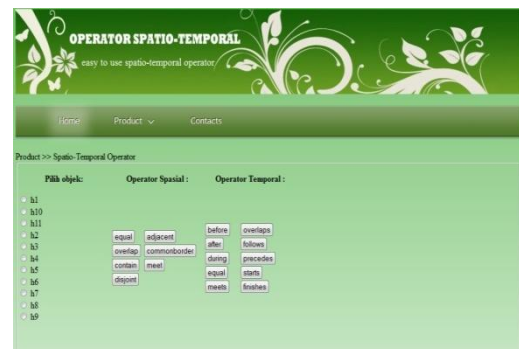 OPERATOR SPATIO-TEMPORAL
easy to use spatio-temporal operator
Home Product Contacts
Product >> Spatio-Temporal Operator
Pilih objek: Operator Spasial : Operator Temporal :
h1
h10
h11
h2
h3
h4
h5
h6
h7
h8
h9
equal adjacent
overlap commonborder
contain meet
disjoint
before overlaps
after follows
during precedes
equal starts
meets finishes